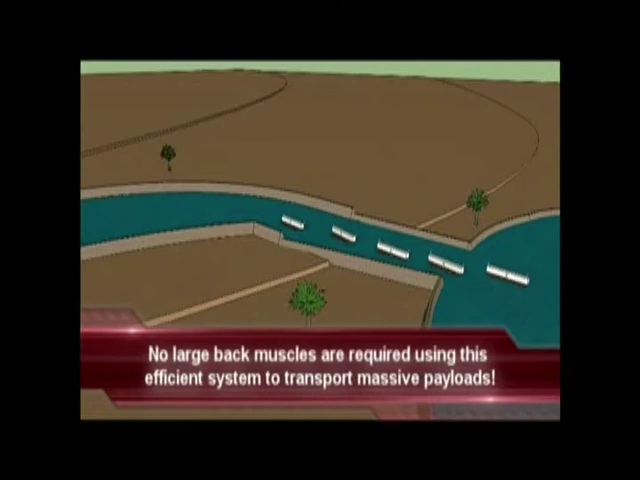 No large back muscles are required using this
efficient system to transport massive payloads!